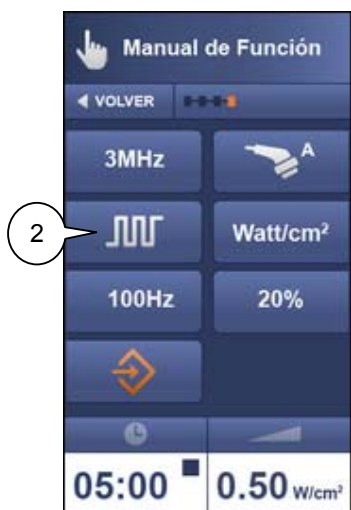 Manual de Función
VOLVER
3MHz
A
2
Watt/cm²
100Hz
20%
05:00
0.50 W/cm²